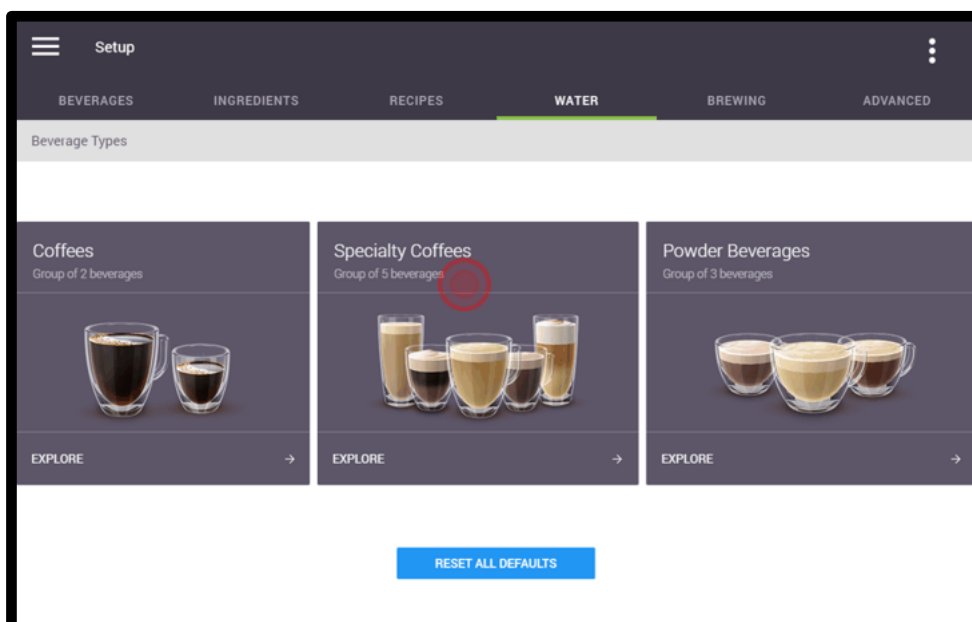 Setup
BEVERAGES INGREDIENTS RECIPES WATER BREWING ADVANCED
Beverage Types
Coffees
Group of 2 beverages
EXPLORE
Specialty Coffees
Group of 5 beverages
EXPLORE
Powder Beverages
Group of 3 beverages
EXPLORE
RESET ALL DEFAULTS